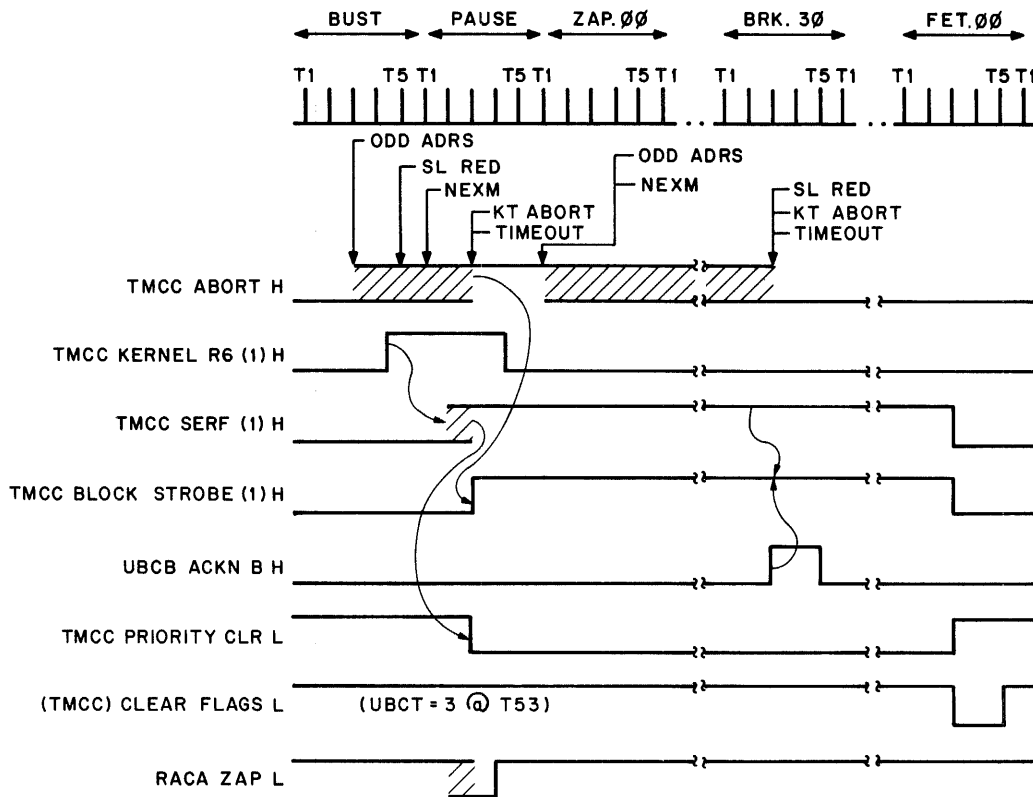 BUST PAUSE ZAP.ØØ BRK. 3Ø FET.ØØ
T1 T5 T1 T5 T1 T5 T1 T1 T5 T1 T1 T5 T1
ODD ADRS
SL RED
NEXM
KT ABORT
TIMEOUT
ODD ADRS
NEXM
SL RED
KT ABORT
TIMEOUT
TMCC ABORT H
TMCC KERNEL R6 (1) H
TMCC SERF (1) H
TMCC BLOCK STROBE (1) H
UBCB ACKN B H
TMCC PRIORITY CLR L
(TMCC) CLEAR FLAGS L (UBCT = 3 @ T53)
RACA ZAP L